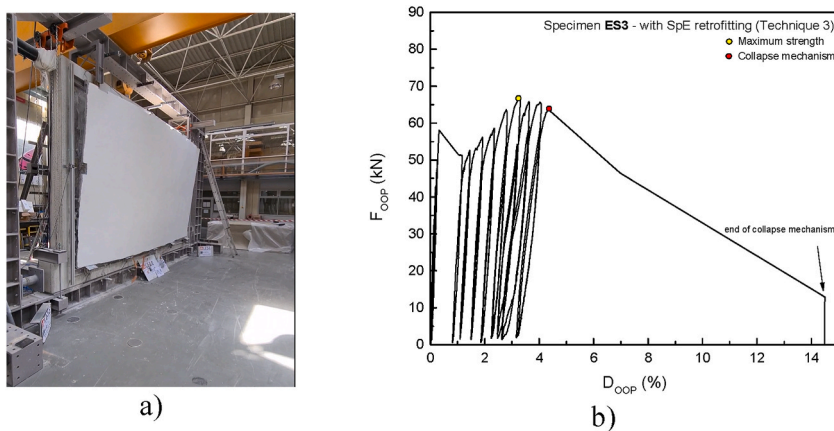 Specimen ES3 - with SpE retrofitting (Technique 3)
Maximum strength
Collapse mechanism
90
80
70
60
50
40
30
20
10
0
F_OOP (kN)
end of collapse mechanism
0 2 4 6 8 10 12 14
D_OOP (%)
a)
b)